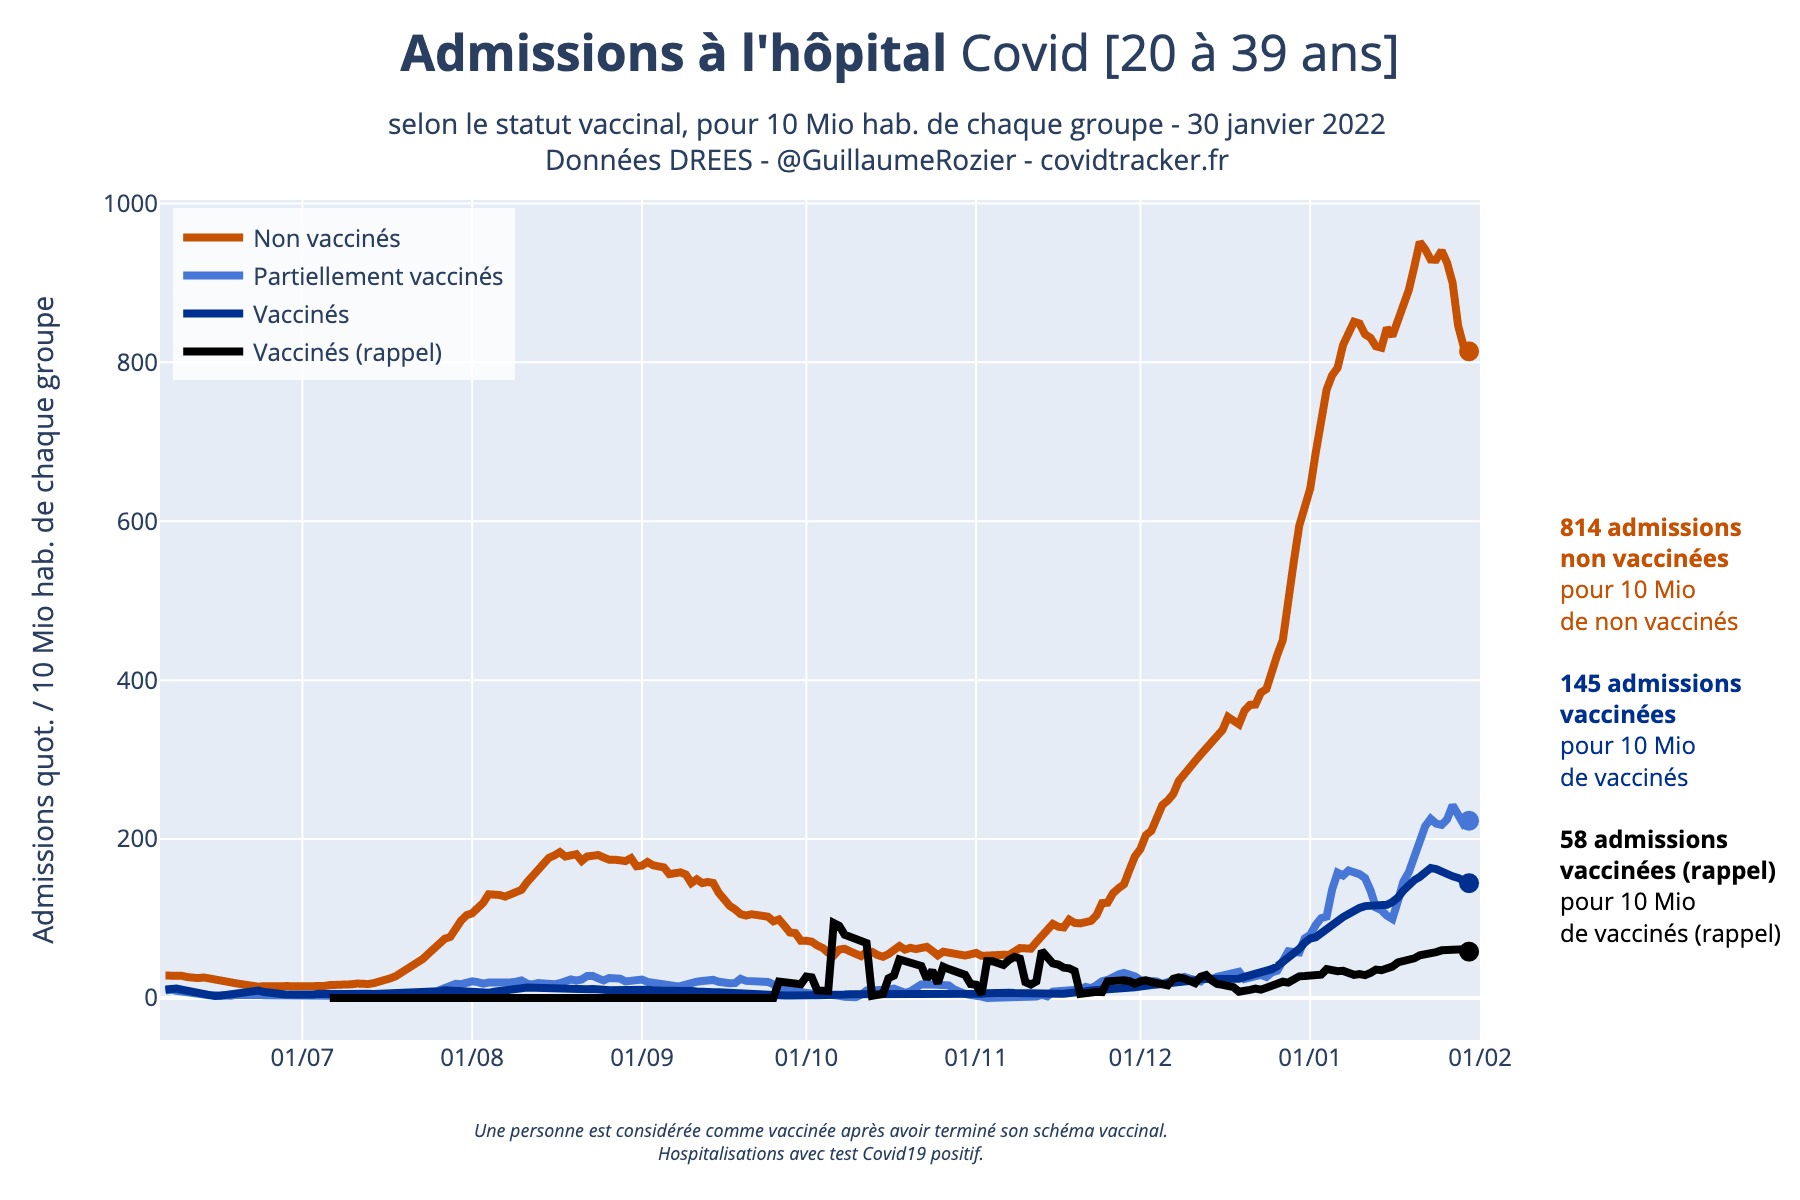 Admissions à l'hôpital Covid [20 à 39 ans]
selon le statut vaccinal, pour 10 Mio hab. de chaque groupe - 30 janvier 2022
Données DREES - @GuillaumeRozier - covidtracker.fr
Admissions quot. / 10 Mio hab. de chaque groupe
1000
800
600
400
200
0
Non vaccinés
Partiellement vaccinés
Vaccinés
Vaccinés (rappel)
814 admissions
non vaccinées
pour 10 Mio
de non vaccinés
145 admissions
vaccinées
pour 10 Mio
de vaccinés
58 admissions
vaccinées (rappel)
pour 10 Mio
de vaccinés (rappel)
01/07
01/08
01/09
01/10
01/11
01/12
01/01
01/02
Une personne est considérée comme vaccinée après avoir terminé son schéma vaccinal.
Hospitalisations avec test Covid19 positif.